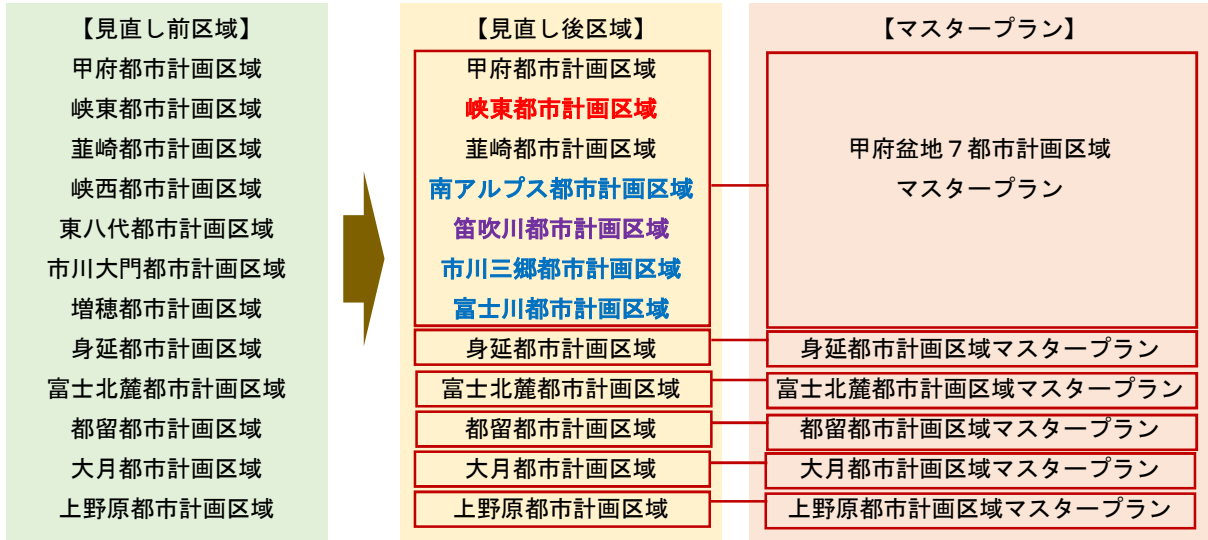 【見直し前区域】
甲府都市計画区域
峡東都市計画区域
韮崎都市計画区域
峡西都市計画区域
東八代都市計画区域
市川大門都市計画区域
増穂都市計画区域
身延都市計画区域
富士北麓都市計画区域
都留都市計画区域
大月都市計画区域
上野原都市計画区域
【見直し後区域】
甲府都市計画区域
峡東都市計画区域
韮崎都市計画区域
南アルプス都市計画区域
笛吹川都市計画区域
市川三郷都市計画区域
富士川都市計画区域
身延都市計画区域
富士北麓都市計画区域
都留都市計画区域
大月都市計画区域
上野原都市計画区域
【マスタープラン】
甲府盆地7都市計画区域
マスタープラン
身延都市計画区域マスタープラン
富士北麓都市計画区域マスタープラン
都留都市計画区域マスタープラン
大月都市計画区域マスタープラン
上野原都市計画区域マスタープラン